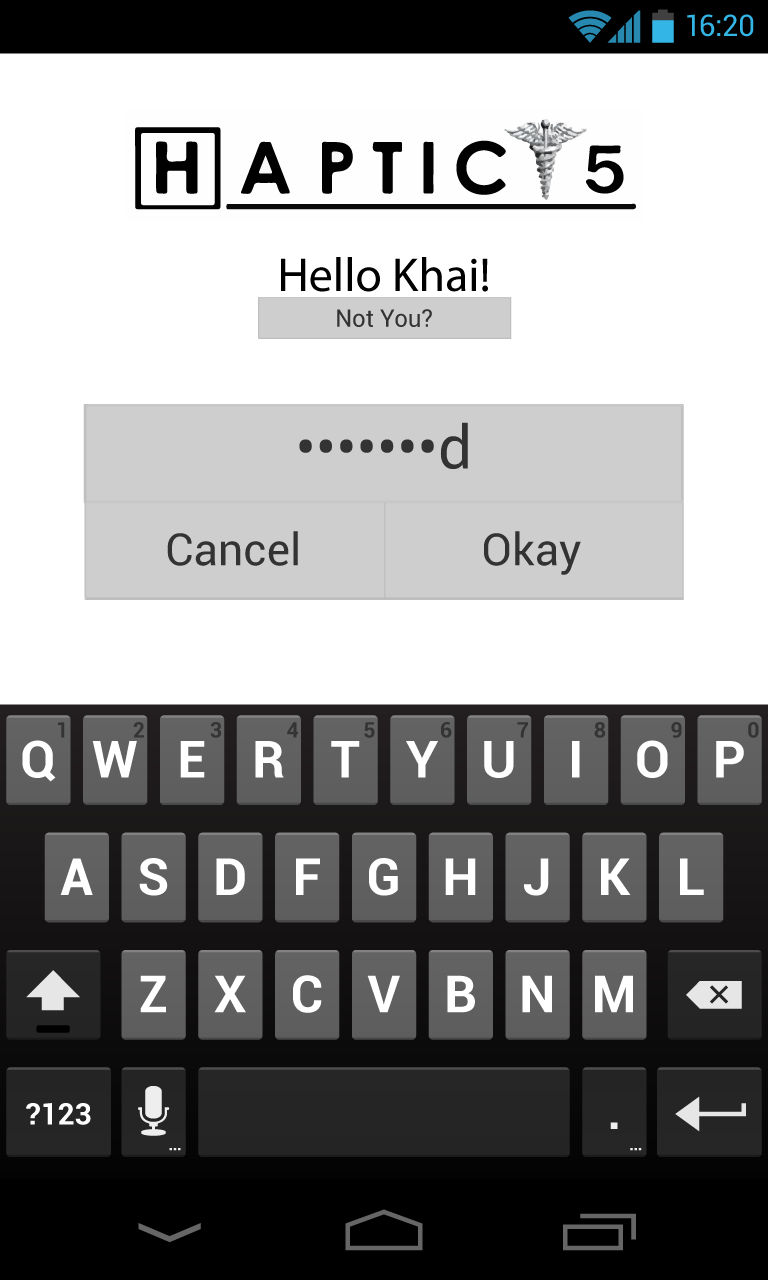 16:20
HAPTIC 5
Hello Khai!
Not You?
•••••••d
Cancel Okay
1 2 3 4 5 6 7 8 9 0
Q W E R T Y U I O P
A S D F G H J K L
Z X C V B N M
?123 ... . ...